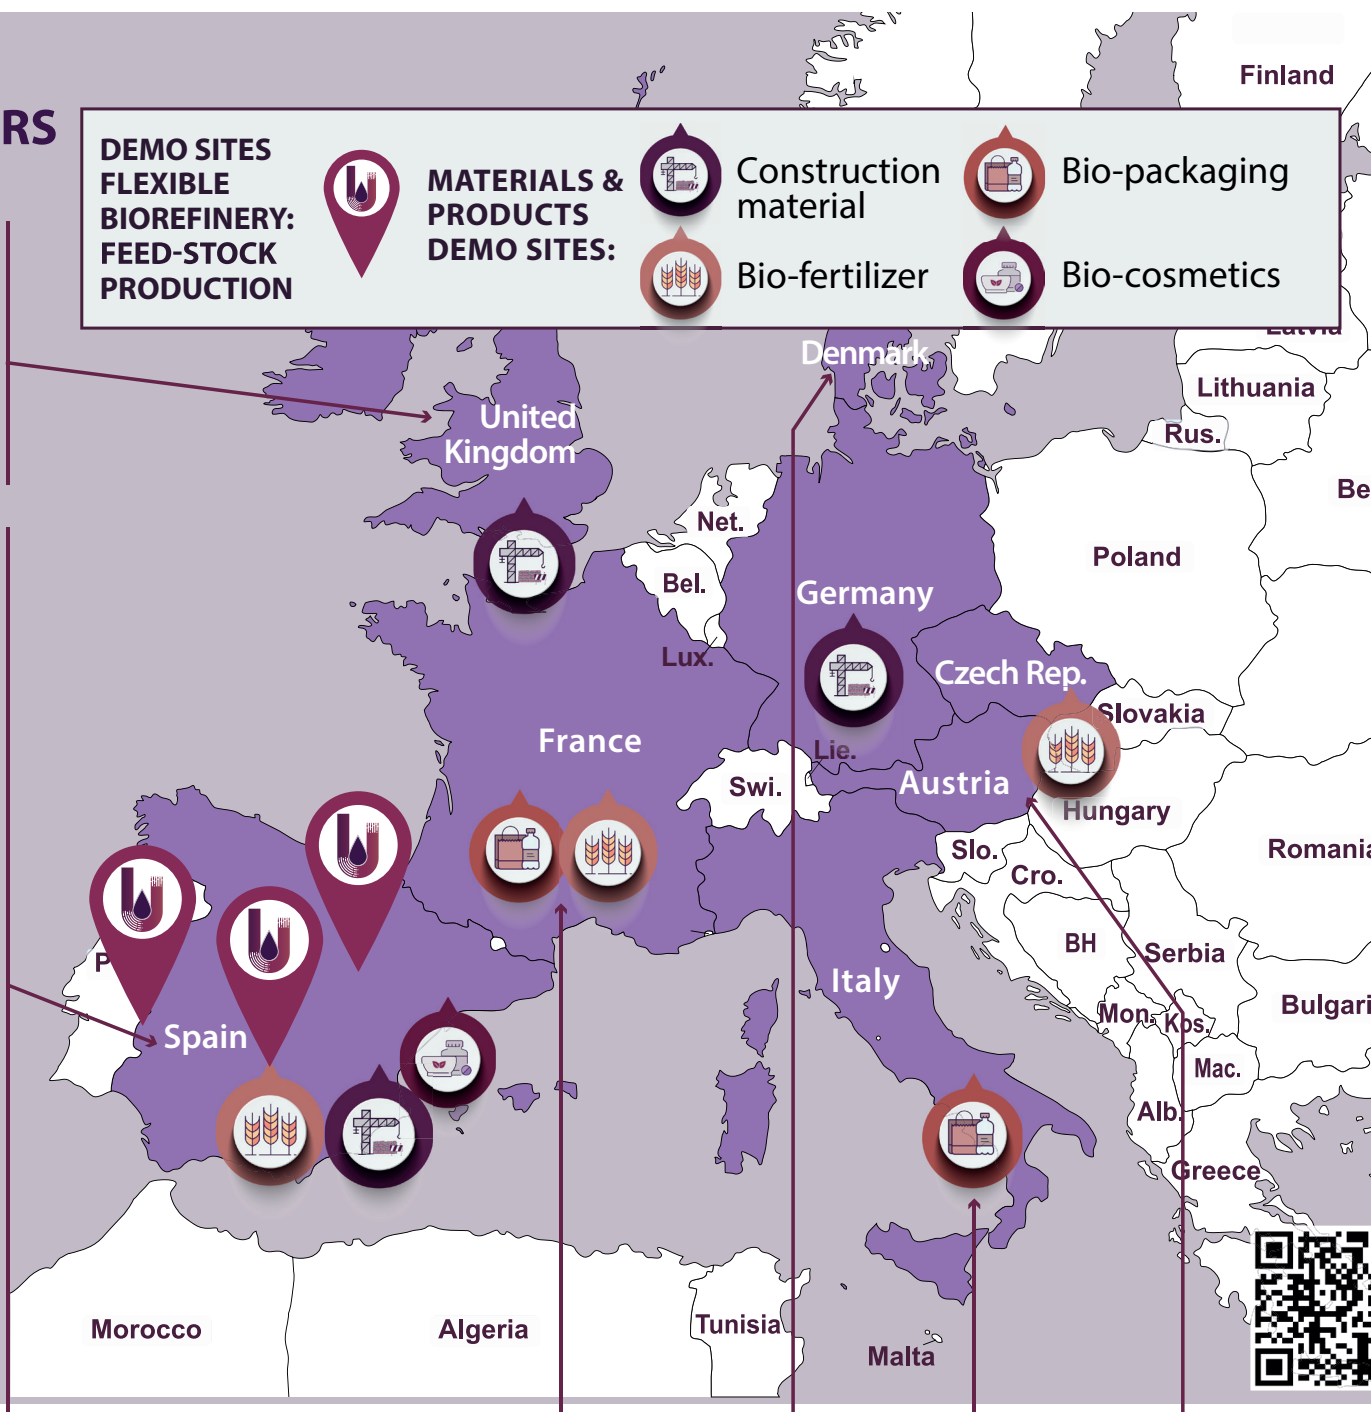 RS
DEMO SITES
FLEXIBLE
BIOREFINERY:
FEED-STOCK
PRODUCTION
MATERIALS &
PRODUCTS
DEMO SITES:
Construction
material
Bio-packaging
Bio-fertilizer
Bio-cosmetics
Finland
Latvia
Denmark
Lithuania
Rus.
United
Kingdom
Be
Net.
Poland
Bel.
Germany
Lux.
Czech Rep.
Slovakia
France
Lie.
Swi.
Austria
Hungary
Slo.
Romania
Cro.
BH
Serbia
P
Italy
Bulgari
Mon.
Kos.
Spain
Mac.
Alb.
Greece
Morocco
Algeria
Tunisia
Malta